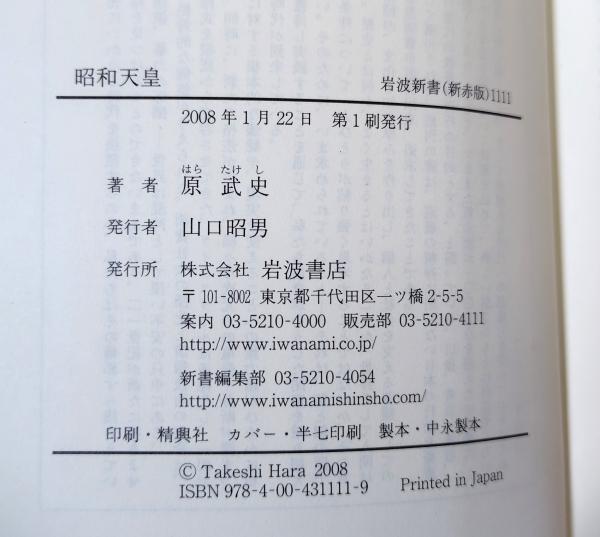 昭和天皇
岩波新書(新赤版)1111
2008年1月22日 第1刷発行
はら たけ し
著者 原 武史
発行者 山口昭男
発行所 株式会社 岩波書店
〒101-8002 東京都千代田区一ツ橋2-5-5
案内 03-5210-4000 販売部 03-5210-4111
http://www.iwanami.co.jp/
新書編集部 03-5210-4054
http://www.iwanamishinsho.com/
印刷・精興社 カバー・半七印刷 製本・中永製本
© Takeshi Hara 2008
ISBN 978-4-00-431111-9 Printed in Japan